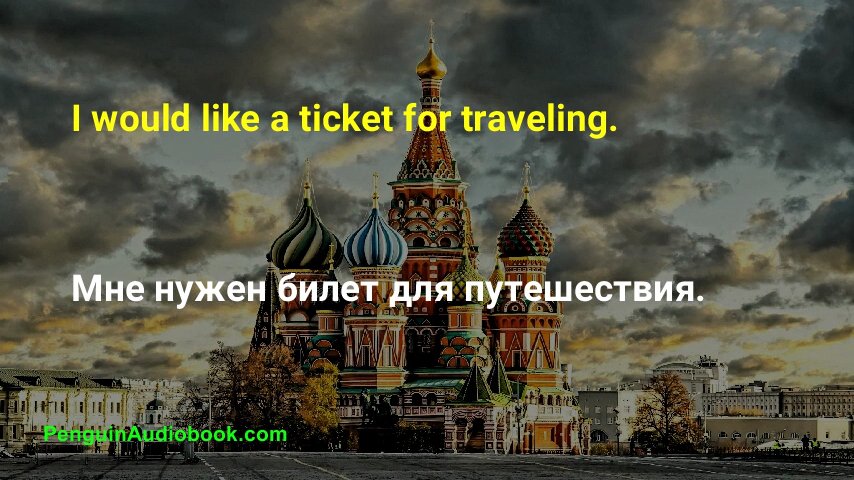 I would like a ticket for traveling.
Мне нужен билет для путешествия.
PenguinAudiobook.com